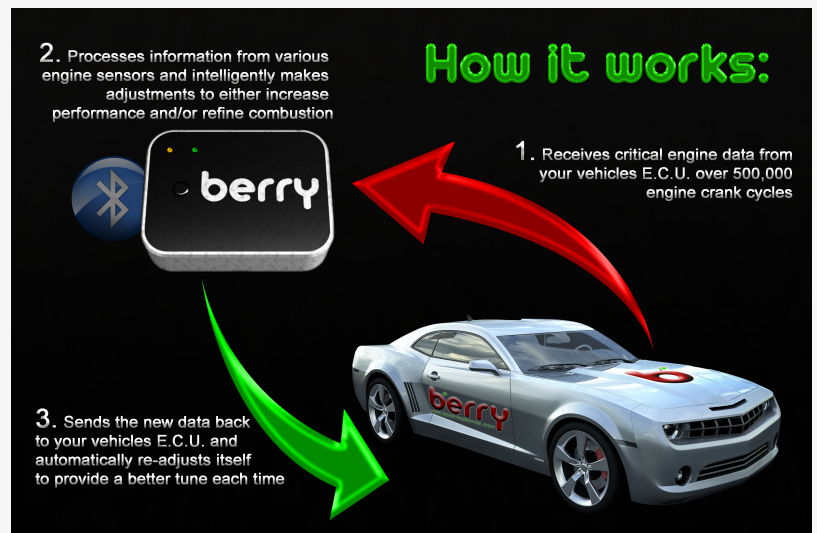 How it works:
1. Receives critical engine data from
your vehicles E.C.U. over 500,000
engine crank cycles
2. Processes information from various
engine sensors and intelligently makes
adjustments to either increase
performance and/or refine combustion
berry
3. Sends the new data back
to your vehicles E.C.U. and
automatically re-adjusts itself
to provide a better tune each time
berry
b